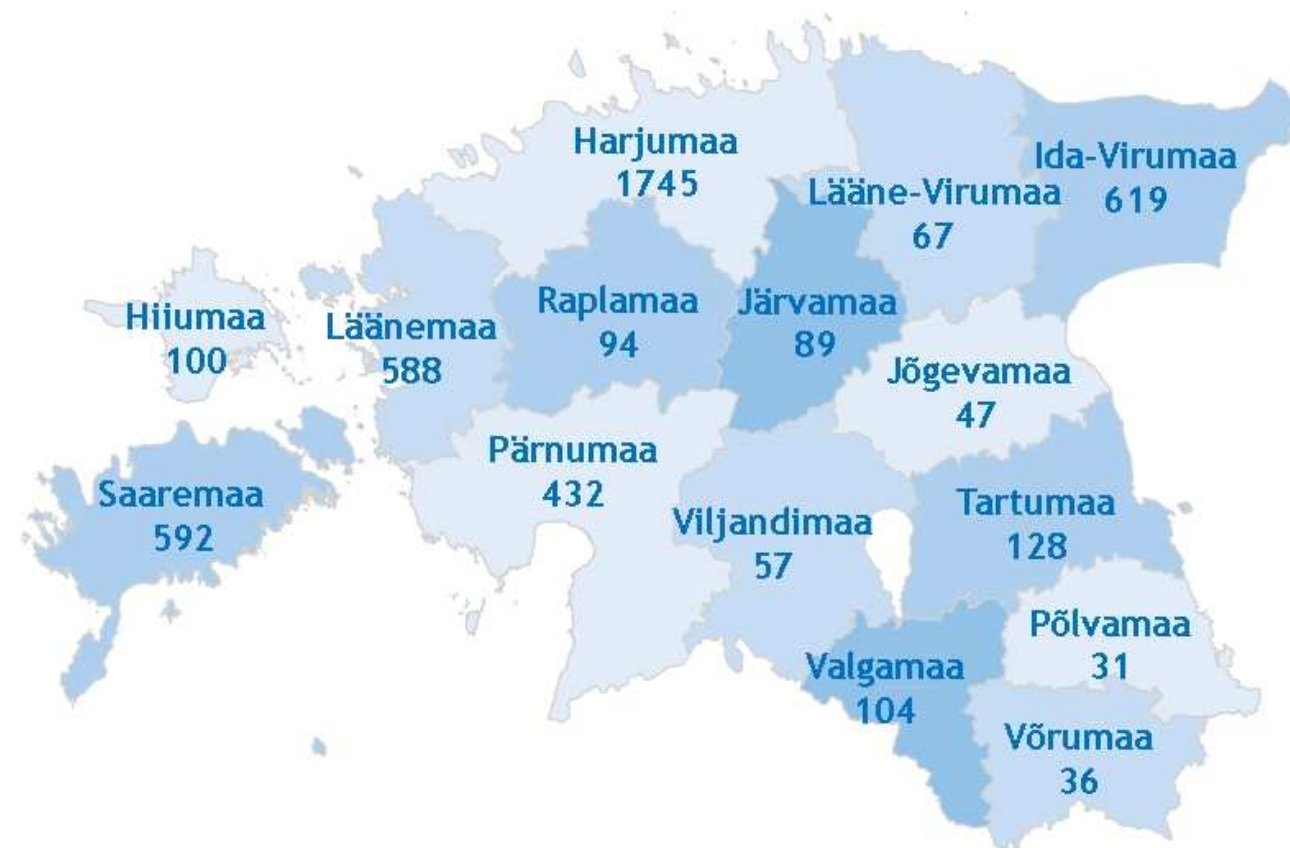 Harjumaa
1745
Ida-Virumaa
619
Lääne-Virumaa
67
Hiiumaa
100
Läänemaa
588
Raplamaa
94
Järvamaa
89
Jõgevamaa
47
Pärnumaa
432
Saaremaa
592
Viljandimaa
57
Tartumaa
128
Põlvamaa
31
Valgamaa
104
Võrumaa
36